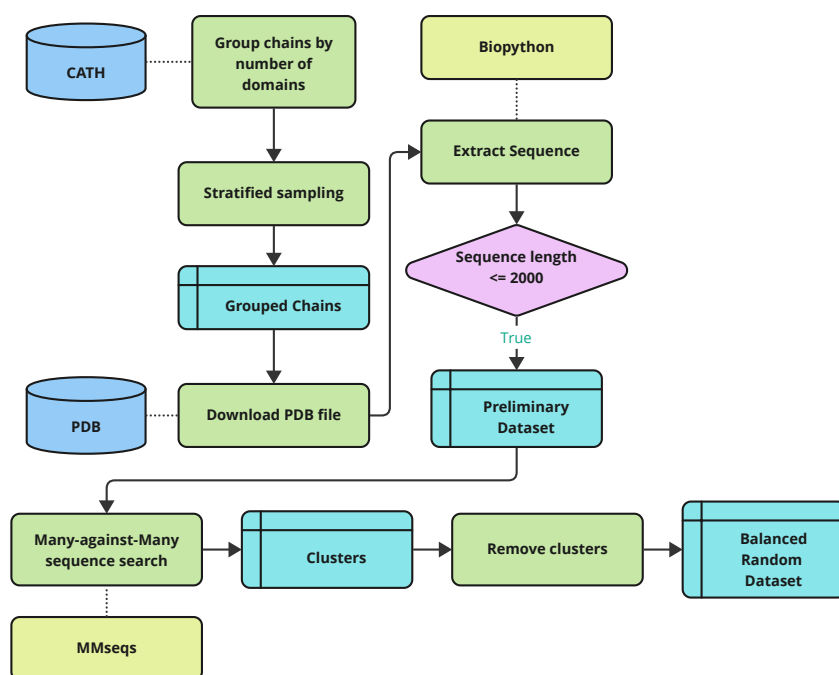 CATH
Group chains by
number of
domains
Biopython
Extract Sequence
Stratified sampling
Sequence length
<= 2000
Grouped Chains
True
PDB
Download PDB file
Preliminary
Dataset
Many-against-Many
sequence search
Clusters
Remove clusters
Balanced
Random
Dataset
MMseqs